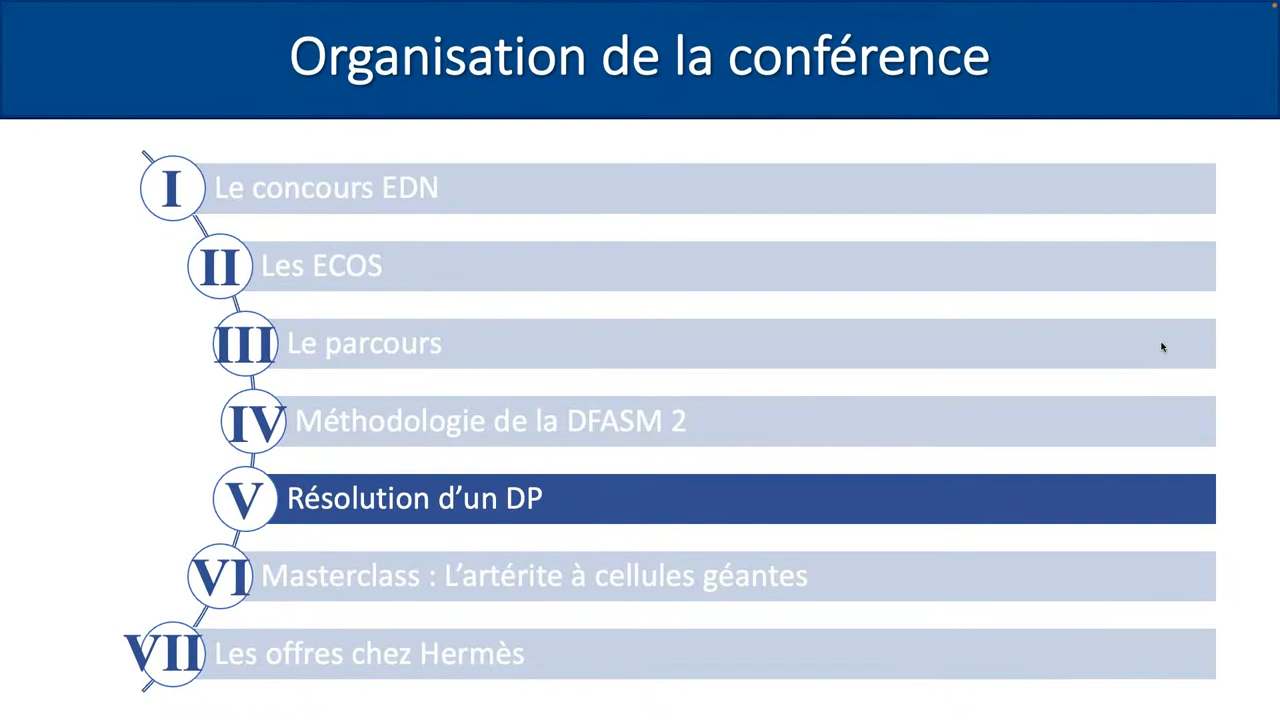 Organisation de la conférence
I Le concours EDN
II Les ECOS
III Le parcours
IV Méthodologie de la DFASM 2
V Résolution d’un DP
VI Masterclass : L’artérite à cellules géantes
VII Les offres chez Hermès